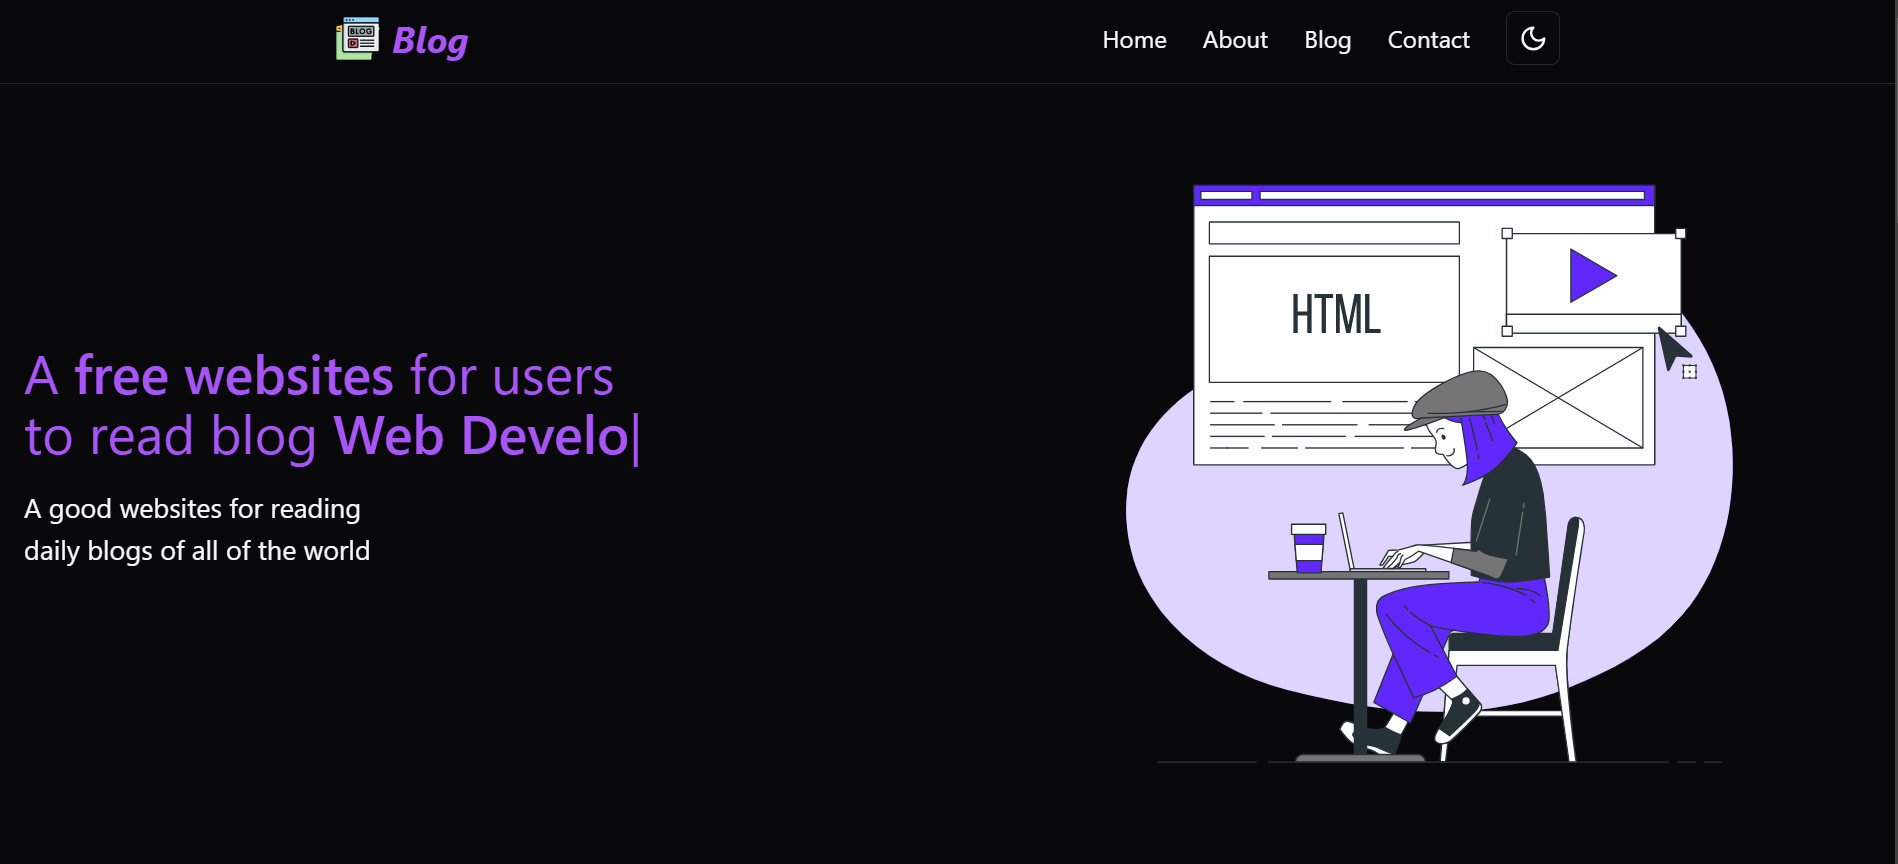 BLOG
Blog
Home
About
Blog
Contact
HTML
A free websites for users
to read blog Web Develo|
A good websites for reading
daily blogs of all of the world